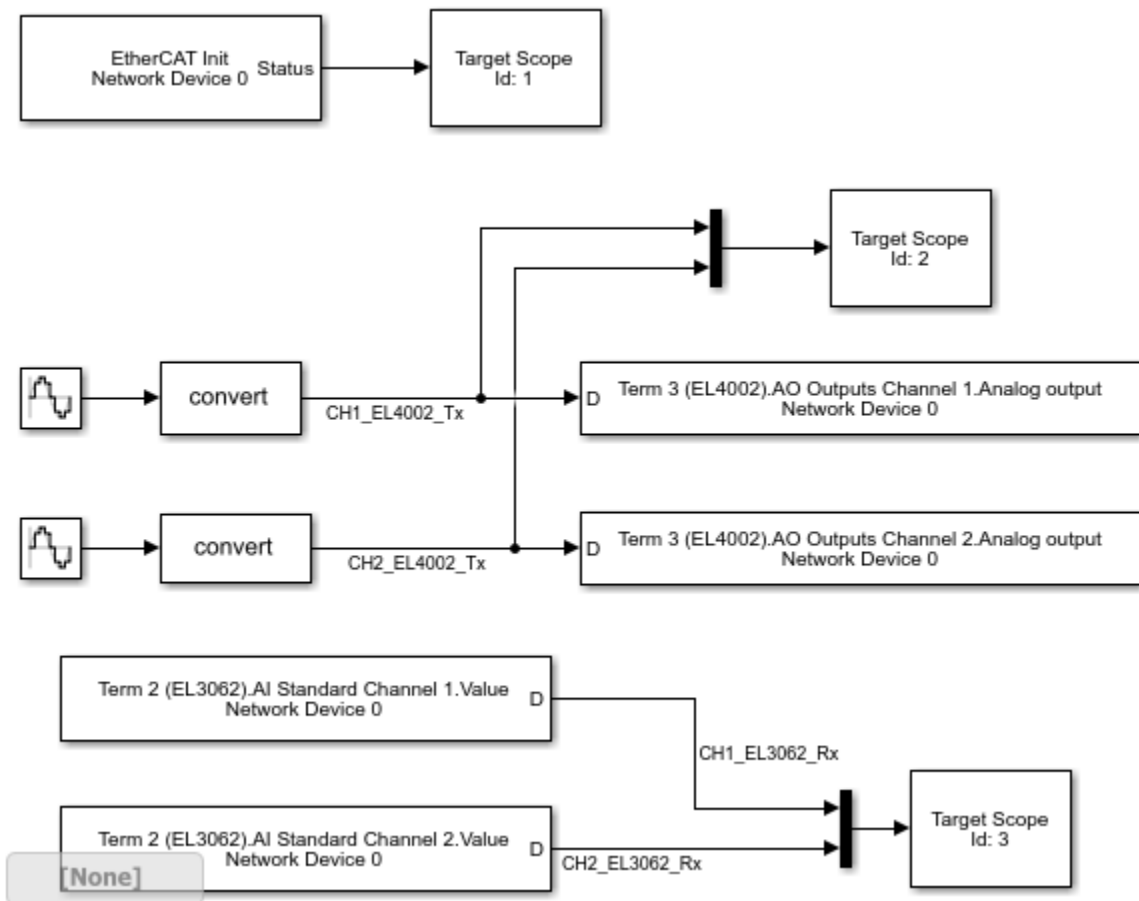 EtherCAT Init
Network Device 0
Status
Target Scope
Id: 1
Target Scope
Id: 2
convert
CH1_EL4002_Tx
D
Term 3 (EL4002).AO Outputs Channel 1.Analog output
Network Device 0
convert
CH2_EL4002_Tx
D
Term 3 (EL4002).AO Outputs Channel 2.Analog output
Network Device 0
Term 2 (EL3062).AI Standard Channel 1.Value
Network Device 0
D
CH1_EL3062_Rx
Term 2 (EL3062).AI Standard Channel 2.Value
Network Device 0
D
CH2_EL3062_Rx
Target Scope
Id: 3
[None]